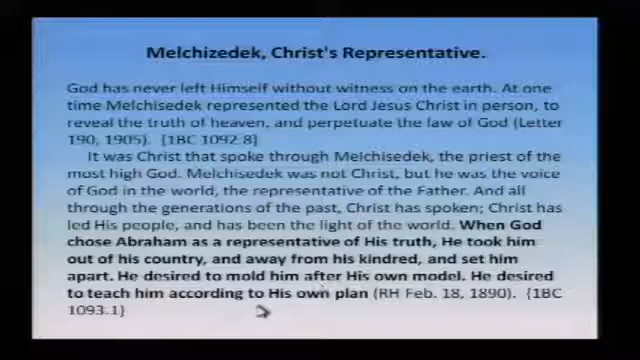 Melchizedek, Christ's Representative.
God has never left Himself without witness on the earth. At one
time Melchisedek represented the Lord Jesus Christ in person, to
reveal the truth of heaven, and perpetuate the law of God (Letter
190, 1905). {1BC 1092.8}
It was Christ that spoke through Melchisedek, the priest of the
most high God. Melchisedek was not Christ, but he was the voice
of God in the world, the representative of the Father. And all
through the generations of the past, Christ has spoken; Christ has
led His people, and has been the light of the world. When God
chose Abraham as a representative of His truth, He took him
out of his country, and away from his kindred, and set him
apart. He desired to mold him after His own model. He desired
to teach him according to His own plan (RH Feb. 18, 1890). {1BC
1093.1}